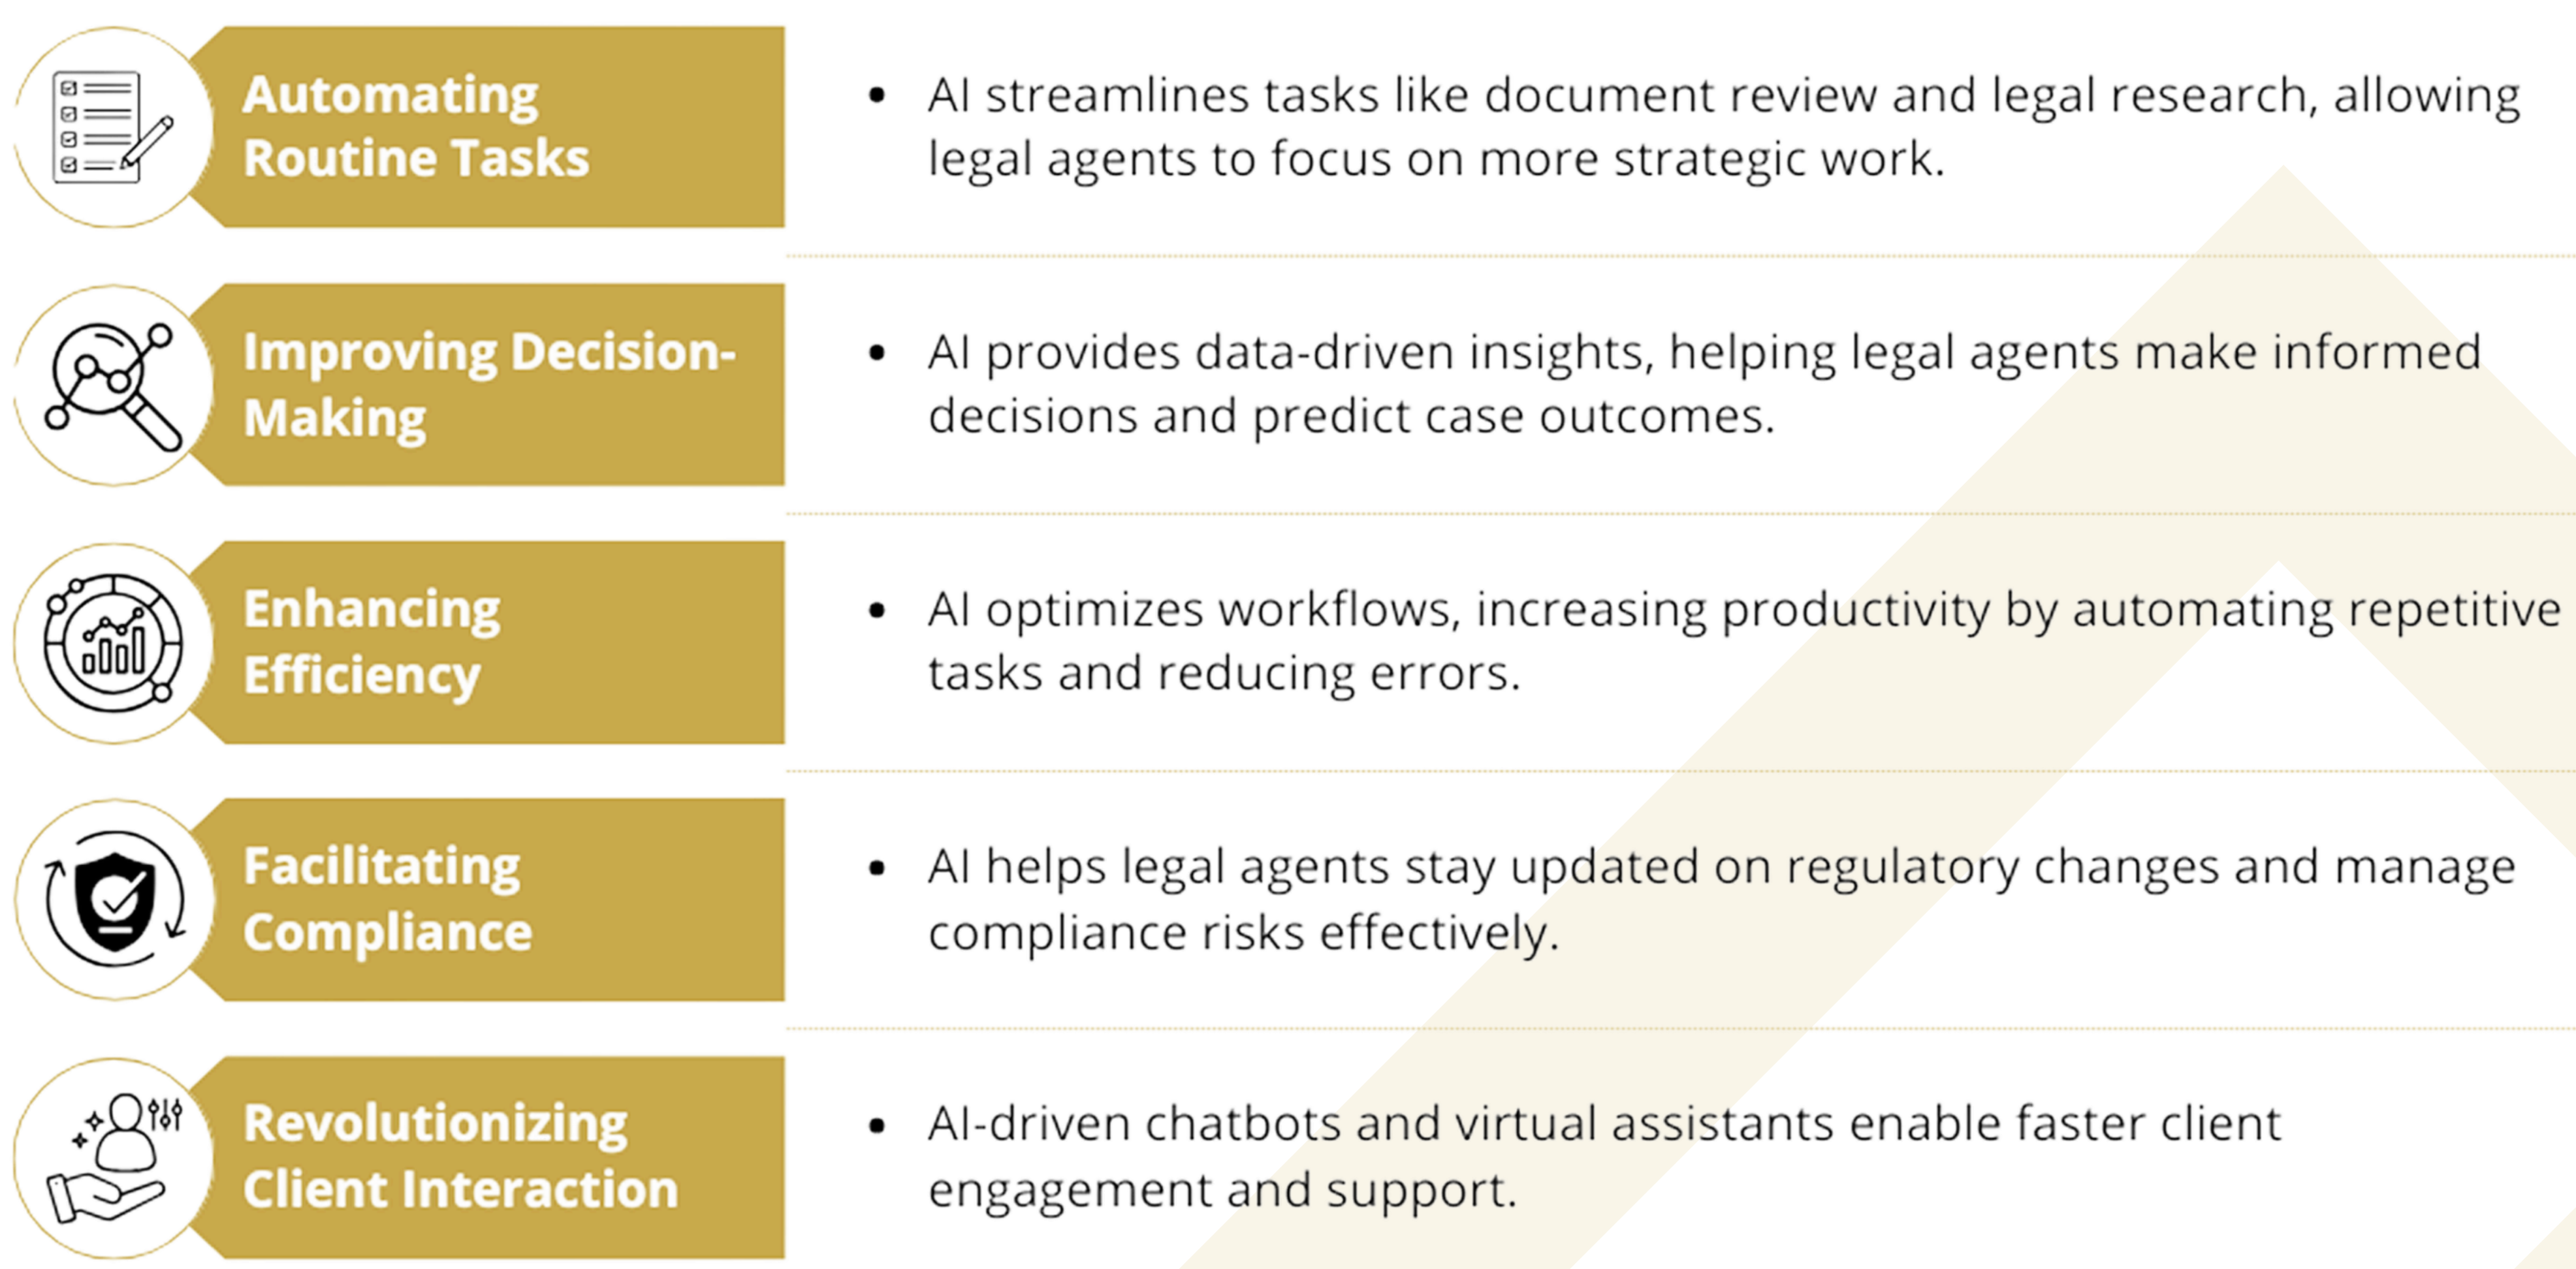 Automating
Routine Tasks
• AI streamlines tasks like document review and legal research, allowing
legal agents to focus on more strategic work.
Improving Decision-
Making
• AI provides data-driven insights, helping legal agents make informed
decisions and predict case outcomes.
Enhancing
Efficiency
• AI optimizes workflows, increasing productivity by automating repetitive
tasks and reducing errors.
Facilitating
Compliance
• AI helps legal agents stay updated on regulatory changes and manage
compliance risks effectively.
Revolutionizing
Client Interaction
• AI-driven chatbots and virtual assistants enable faster client
engagement and support.